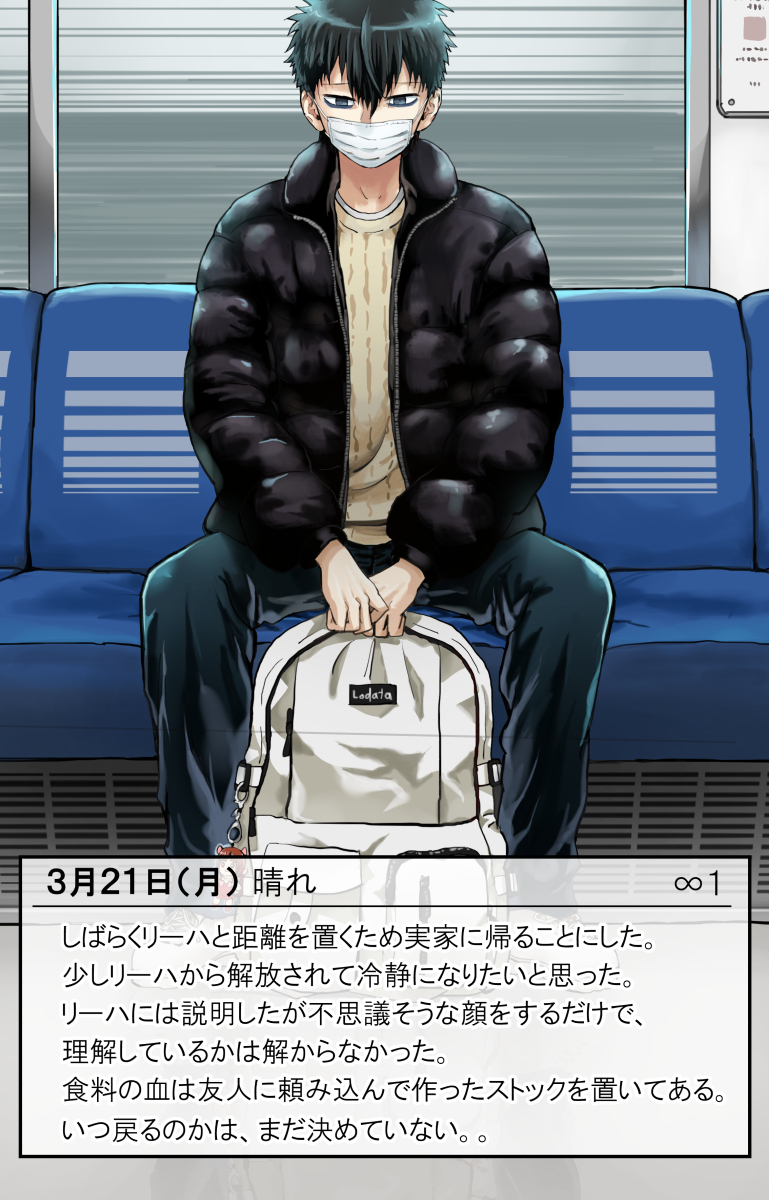 Lodata
3月21日(月) 晴れ
∞1
しばらくリーハと距離を置くため実家に帰ることにした。
少しリーハから解放されて冷静になりたいと思った。
リーハには説明したが不思議そうな顔をするだけで、
理解しているかは解からなかった。
食料の血は友人に頼み込んで作ったストックを置いてある。
いつ戻るのかは、まだ決めていない。。